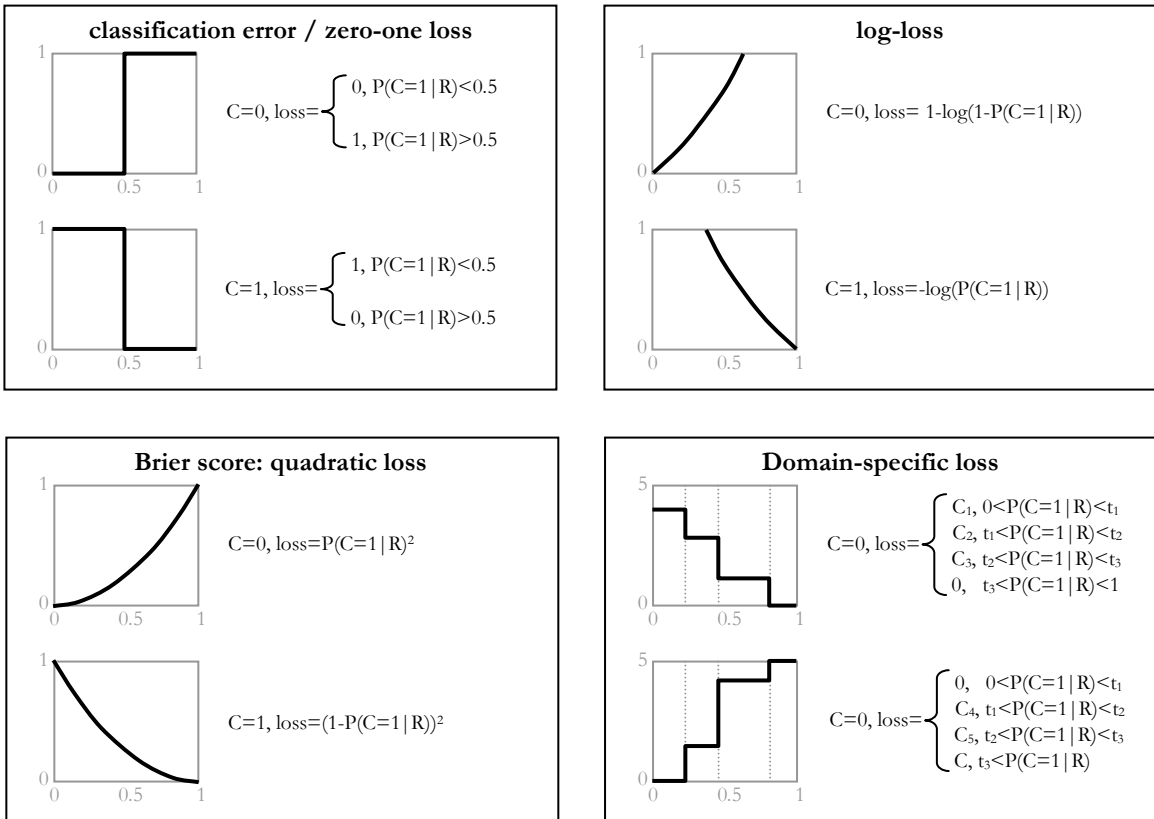 classification error / zero-one loss
1
0
0 0.5 1
C=0, loss=
0, P(C=1|R)<0.5
1, P(C=1|R)>0.5
1
0
0 0.5 1
C=1, loss=
1, P(C=1|R)<0.5
0, P(C=1|R)>0.5
log-loss
1
0
0 0.5 1
C=0, loss= 1-log(1-P(C=1|R))
1
0
0 0.5 1
C=1, loss=-log(P(C=1|R))
Brier score: quadratic loss
1
0
0 0.5 1
C=0, loss=P(C=1|R)²
1
0
0 0.5 1
C=1, loss=(1-P(C=1|R))²
Domain-specific loss
5
0
0 0.5 1
C=0, loss=
C₁, 0<P(C=1|R)<t₁
C₂, t₁<P(C=1|R)<t₂
C₃, t₂<P(C=1|R)<t₃
0, t₃<P(C=1|R)<1
5
0
0 0.5 1
C=0, loss=
0, 0<P(C=1|R)<t₁
C₄, t₁<P(C=1|R)<t₂
C₅, t₂<P(C=1|R)<t₃
C, t₃<P(C=1|R)